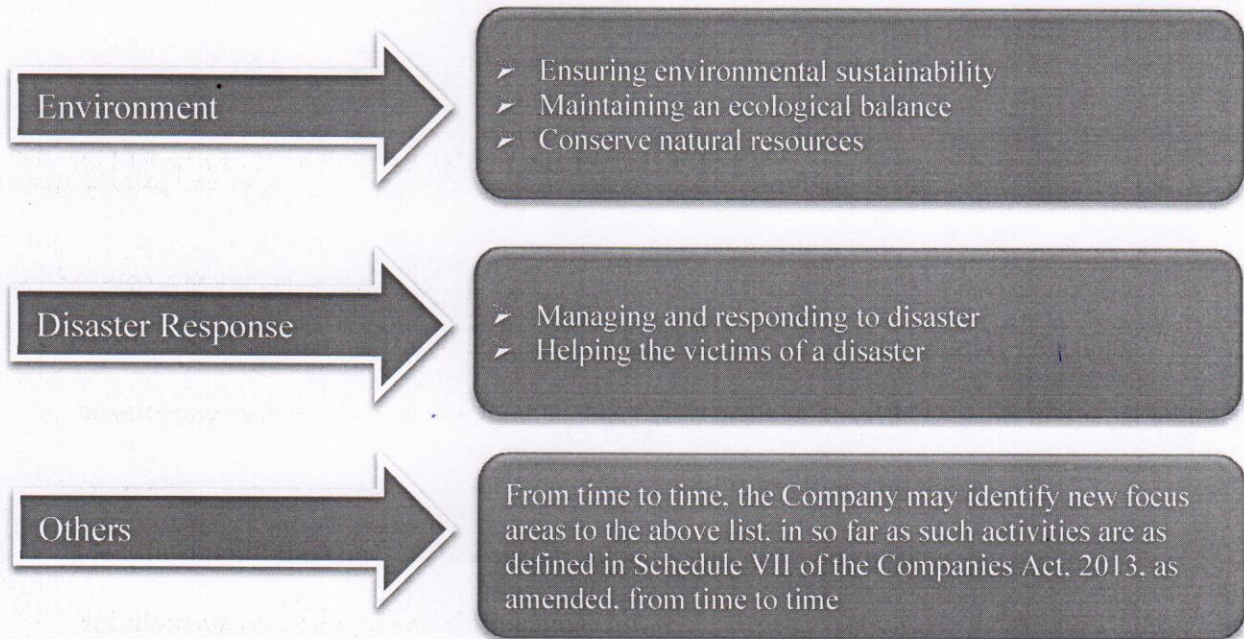 Environment
➤ Ensuring environmental sustainability
➤ Maintaining an ecological balance
➤ Conserve natural resources
Disaster Response
➤ Managing and responding to disaster
➤ Helping the victims of a disaster
Others
From time to time, the Company may identify new focus
areas to the above list, in so far as such activities are as
defined in Schedule VII of the Companies Act, 2013, as
amended, from time to time